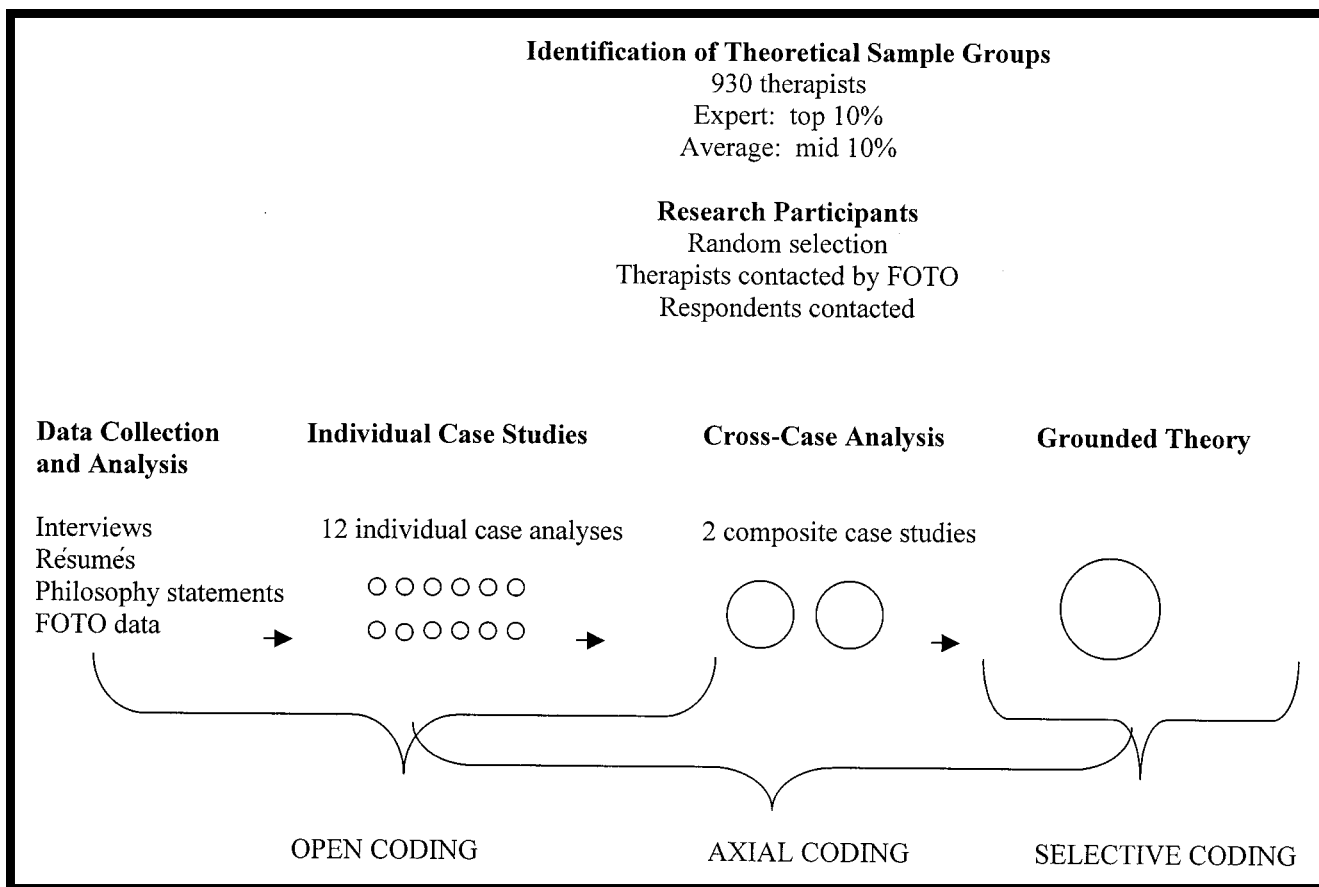 Identification of Theoretical Sample Groups
930 therapists
Expert: top 10%
Average: mid 10%
Research Participants
Random selection
Therapists contacted by FOTO
Respondents contacted
Data Collection
and Analysis
Interviews
Résumés
Philosophy statements
FOTO data
Individual Case Studies
12 individual case analyses
Cross-Case Analysis
2 composite case studies
Grounded Theory
OPEN CODING
AXIAL CODING
SELECTIVE CODING